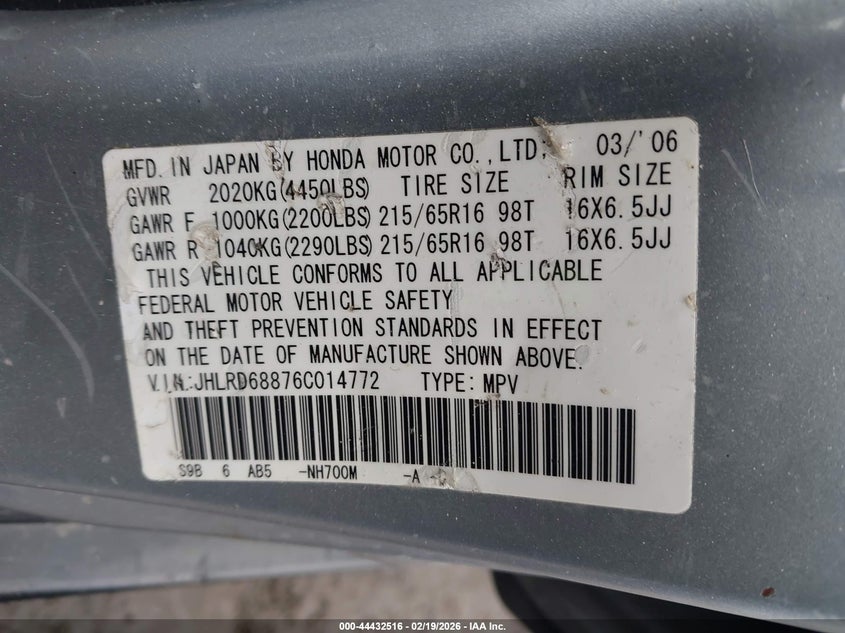 MFD. IN JAPAN BY HONDA MOTOR CO., LTD; 03/'06
GVWR 2020KG(4450LBS) TIRE SIZE RIM SIZE
GAWR F 1000KG(2200LBS) 215/65R16 98T 16X6.5JJ
GAWR R 1040KG(2290LBS) 215/65R16 98T 16X6.5JJ
THIS VEHICLE CONFORMS TO ALL APPLICABLE
FEDERAL MOTOR VEHICLE SAFETY
AND THEFT PREVENTION STANDARDS IN EFFECT
ON THE DATE OF MANUFACTURE SHOWN ABOVE.
V.I.N.:JHLRD68876C014772 TYPE: MPV
S9B 6 AB5 -NH700M -A -
000-44432516 - 02/19/2026 - IAA Inc.